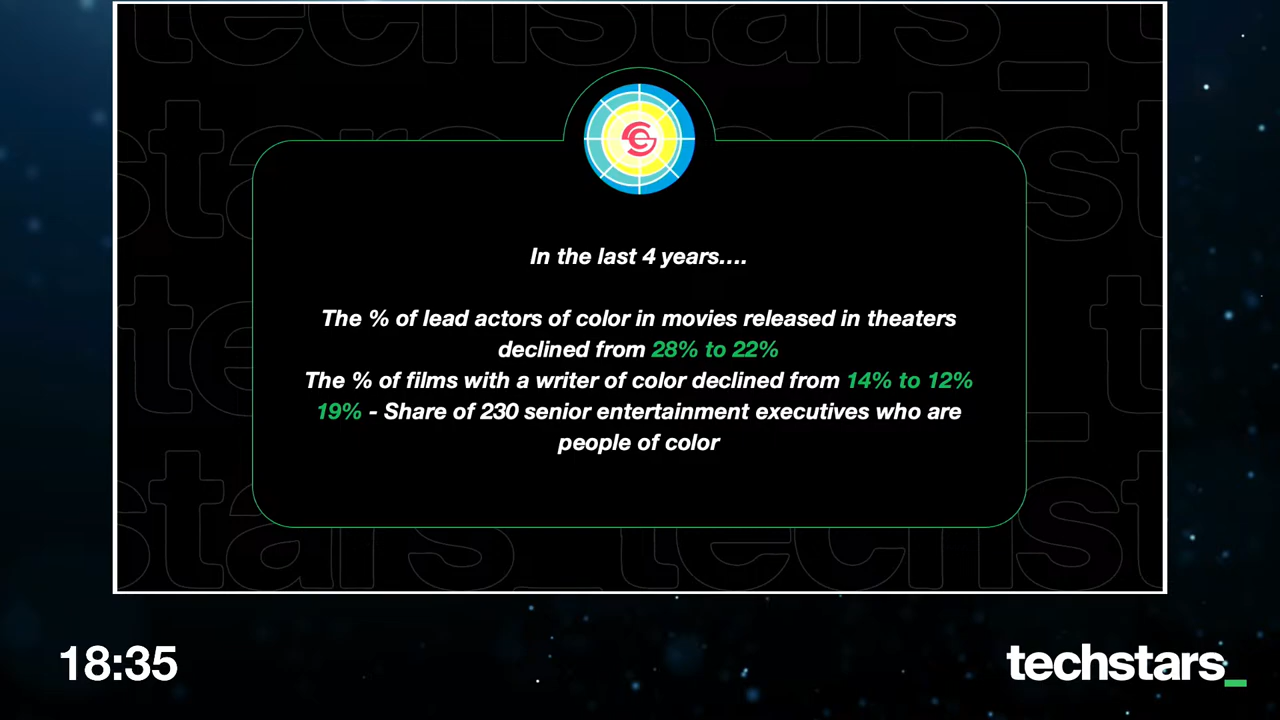 In the last 4 years....
The % of lead actors of color in movies released in theaters
declined from 28% to 22%
The % of films with a writer of color declined from 14% to 12%
19% - Share of 230 senior entertainment executives who are
people of color
18:35
techstars_